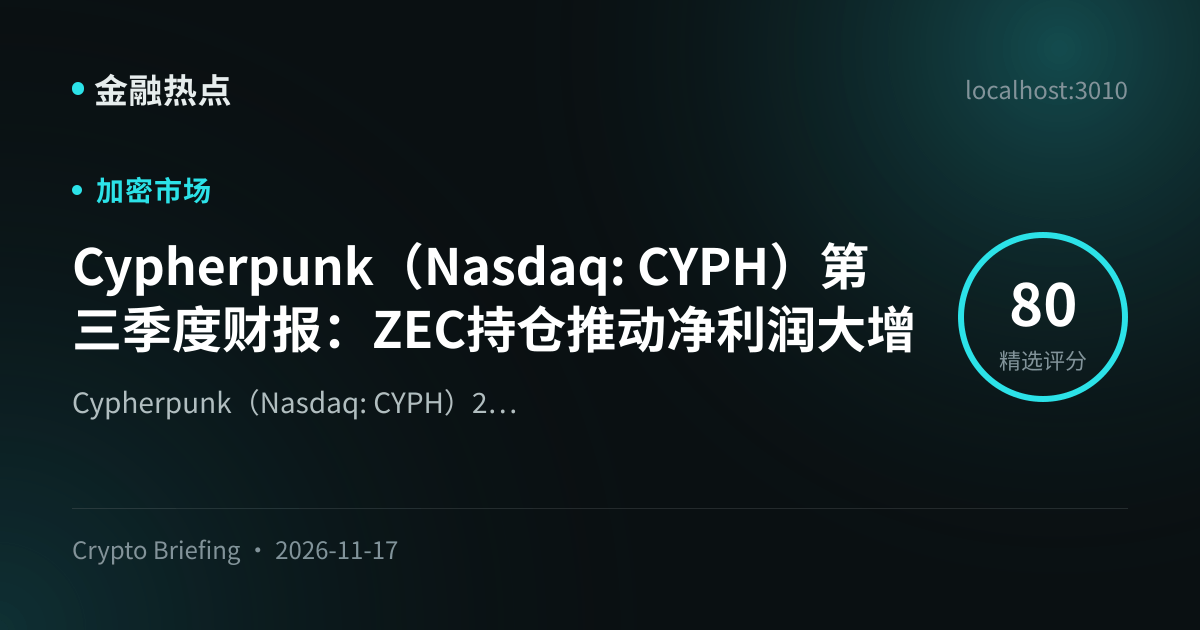 金融热点
localhost:3010
加密市场
Cypherpunk（Nasdaq: CYPH）第
三季度财报：ZEC持仓推动净利润大增
80
精选评分
Cypherpunk（Nasdaq: CYPH）2…
Crypto Briefing · 2026-11-17